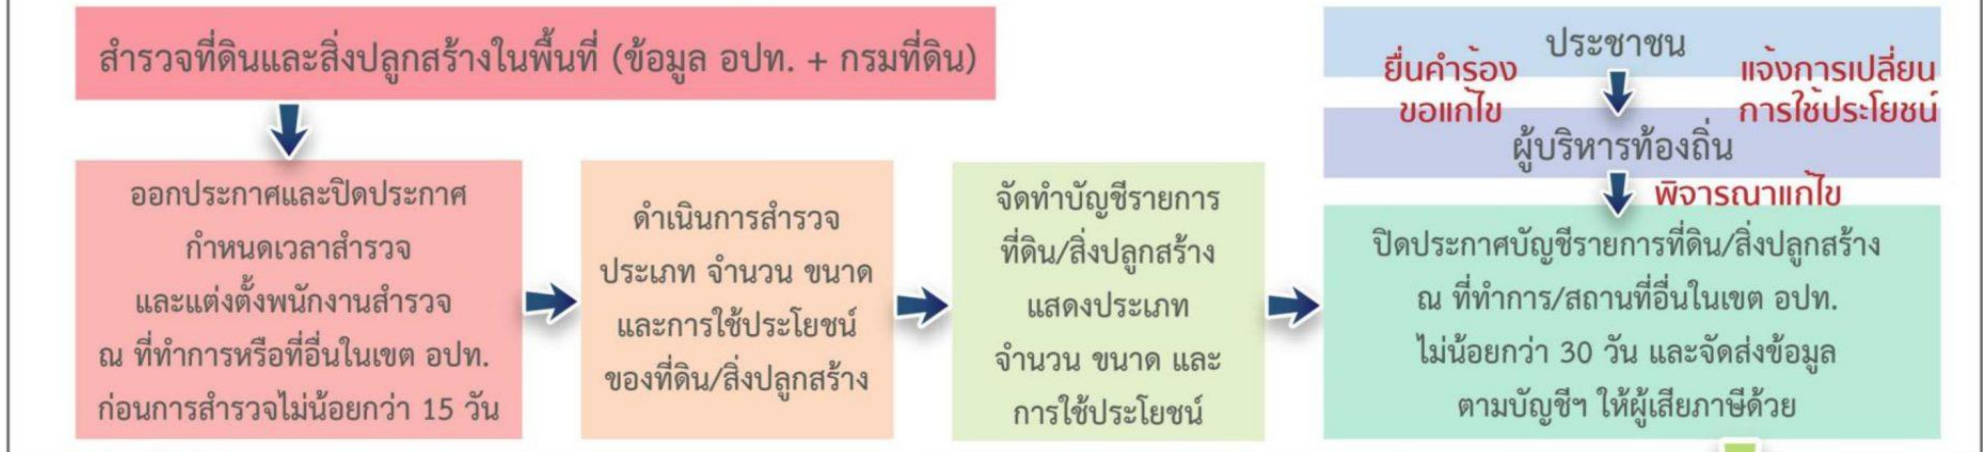 สำรวจที่ดินและสิ่งปลูกสร้างในพื้นที่ (ข้อมูล อปท. + กรมที่ดิน)
ออกประกาศและปิดประกาศ
กำหนดเวลาสำรวจ
และแต่งตั้งพนักงานสำรวจ
ณ ที่ทำการหรือที่อื่นในเขต อปท.
ก่อนการสำรวจไม่น้อยกว่า 15 วัน
ดำเนินการสำรวจ
ประเภท จำนวน ขนาด
และการใช้ประโยชน์
ของที่ดิน/สิ่งปลูกสร้าง
จัดทำบัญชีรายการ
ที่ดิน/สิ่งปลูกสร้าง
แสดงประเภท
จำนวน ขนาด และ
การใช้ประโยชน์
ประชาชน
ยื่นคำร้อง
ขอแก้ไข
แจ้งการเปลี่ยน
การใช้ประโยชน์
ผู้บริหารท้องถิ่น
พิจารณาแก้ไข
ปิดประกาศบัญชีรายการที่ดิน/สิ่งปลูกสร้าง
ณ ที่ทำการ/สถานที่อื่นในเขต อปท.
ไม่น้อยกว่า 30 วัน และจัดส่งข้อมูล
ตามบัญชีฯ ให้ผู้เสียภาษีด้วย